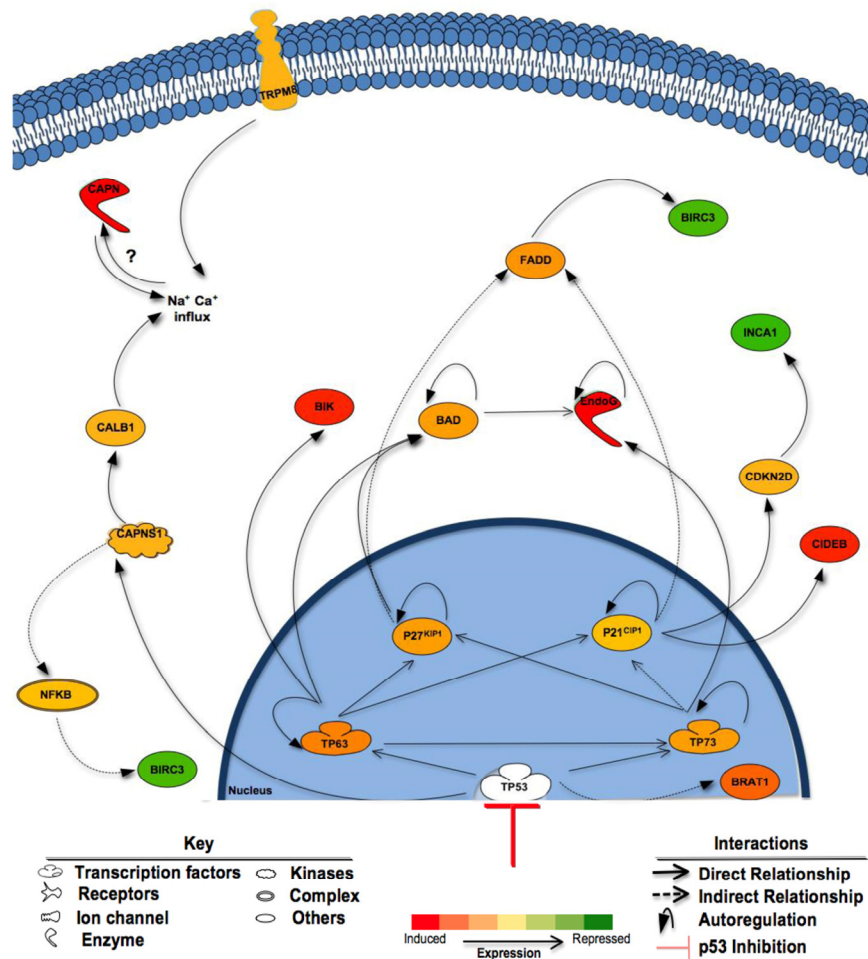 TRPM8
CAPN
?
BIRC3
FADD
Na⁺ Ca⁺
influx
INCA1
BIK
EndoG
BAD
CALB1
CDKN2D
CAPNS1
CIDEB
P27ᴷᴵᴾ¹
P21ᶜᴵᴾ¹
NFKB
TP63
TP73
BIRC3
BRAT1
TP53
Nucleus
Key
Transcription factors
Kinases
Receptors
Complex
Ion channel
Others
Enzyme
Induced
Expression
Repressed
Interactions
Direct Relationship
Indirect Relationship
Autoregulation
p53 Inhibition